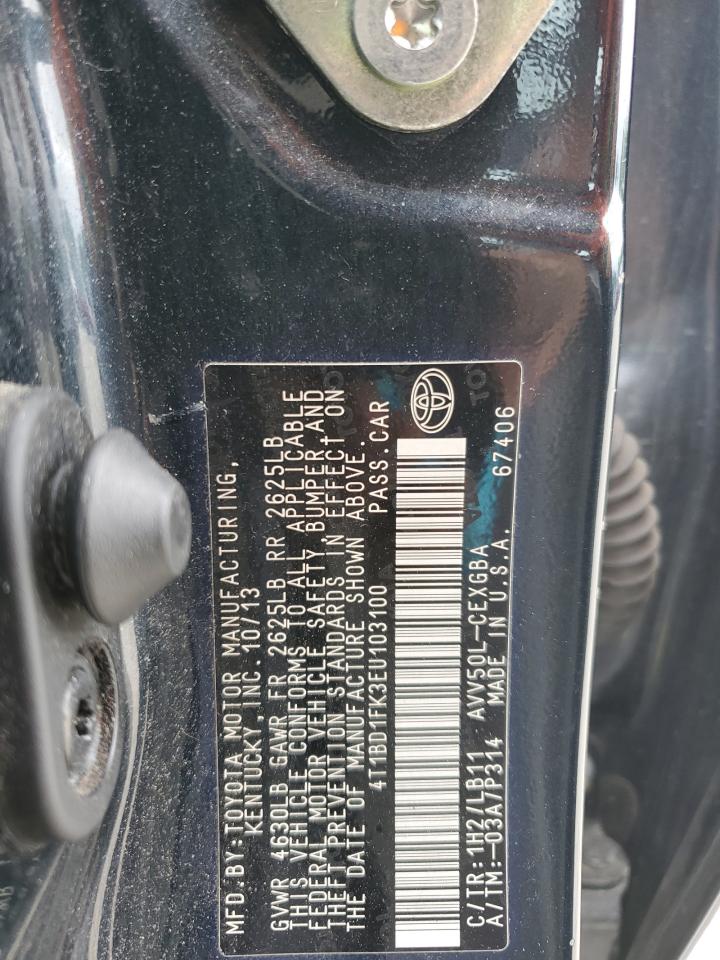 MFD.BY:TOYOTA MOTOR MANUFACTURING,
KENTUCKY,INC. 10/13
GVWR 4630LB GAWR FR 2625LB RR 2625LB
THIS VEHICLE CONFORMS TO ALL APPLICABLE
FEDERAL MOTOR VEHICLE SAFETY, BUMPER, AND
THEFT PREVENTION STANDARDS IN EFFECT ON
THE DATE OF MANUFACTURE SHOWN ABOVE.
4T1BD1FK3EU103100 PASS.CAR
C/TR:1H2/LB11 AVV50L-CEXGBA
A/TM:-03A/P314 MADE IN U.S.A. 67406